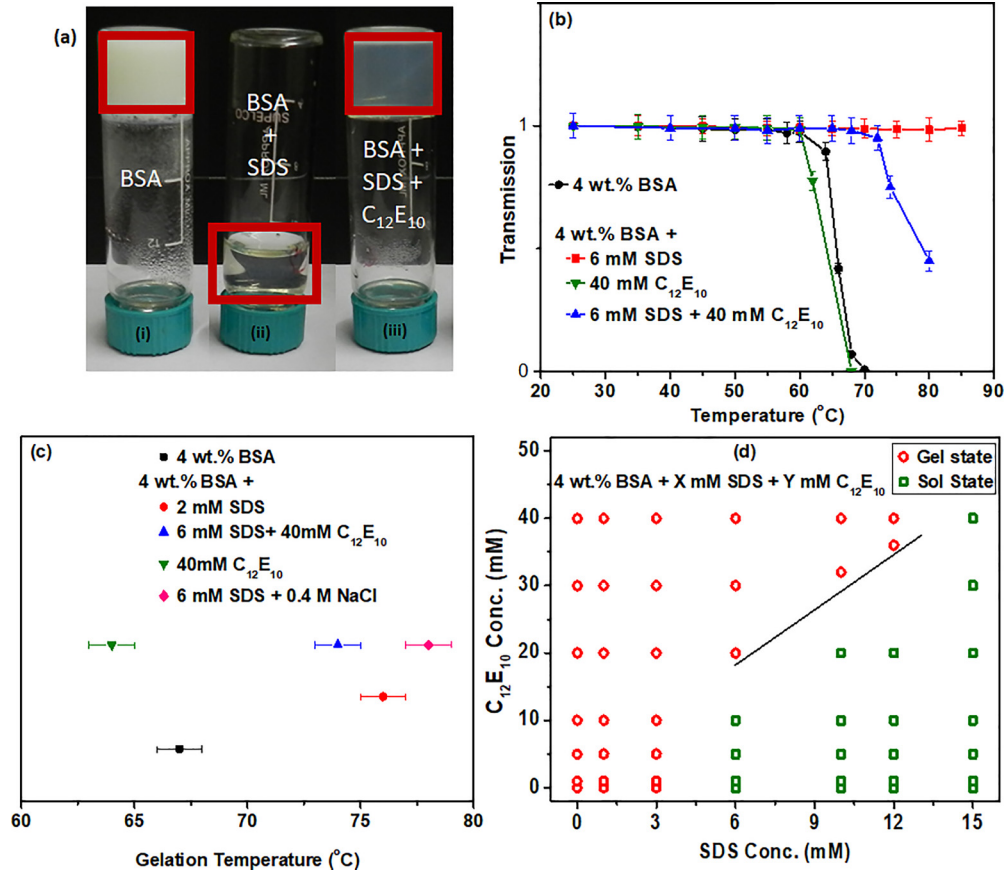 (a)
BSA
(i)
BSA
+
SUPELCO
SDS
(ii)
BSA +
SDS +
C₁₂E₁₀
(iii)
12
(b)
Transmission
1
0
4 wt.% BSA
4 wt.% BSA +
6 mM SDS
40 mM C₁₂E₁₀
6 mM SDS + 40 mM C₁₂E₁₀
20 30 40 50 60 70 80 90
Temperature (°C)
(c)
4 wt.% BSA
4 wt.% BSA +
2 mM SDS
6 mM SDS+ 40mM C₁₂E₁₀
40mM C₁₂E₁₀
6 mM SDS + 0.4 M NaCl
60 65 70 75 80
Gelation Temperature (°C)
(d)
Gel state
Sol State
4 wt.% BSA + X mM SDS + Y mM C₁₂E₁₀
C₁₂E₁₀ Conc. (mM)
50
40
30
20
10
0
0 3 6 9 12 15
SDS Conc. (mM)